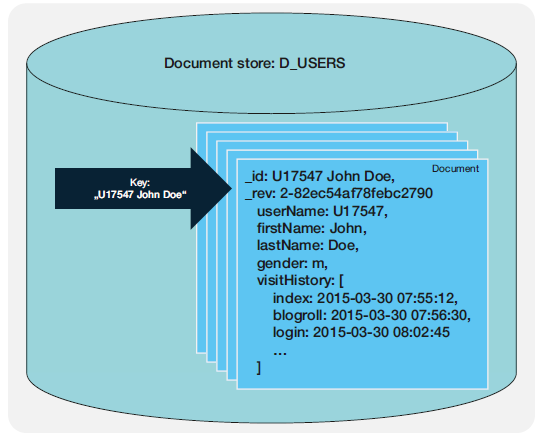 Document store: D_USERS
Document
Key:
„U17547 John Doe“
_id: U17547 John Doe,
_rev: 2-82ec54af78febc2790
userName: U17547,
firstName: John,
lastName: Doe,
gender: m,
visitHistory: [
index: 2015-03-30 07:55:12,
blogroll: 2015-03-30 07:56:30,
login: 2015-03-30 08:02:45
…
]